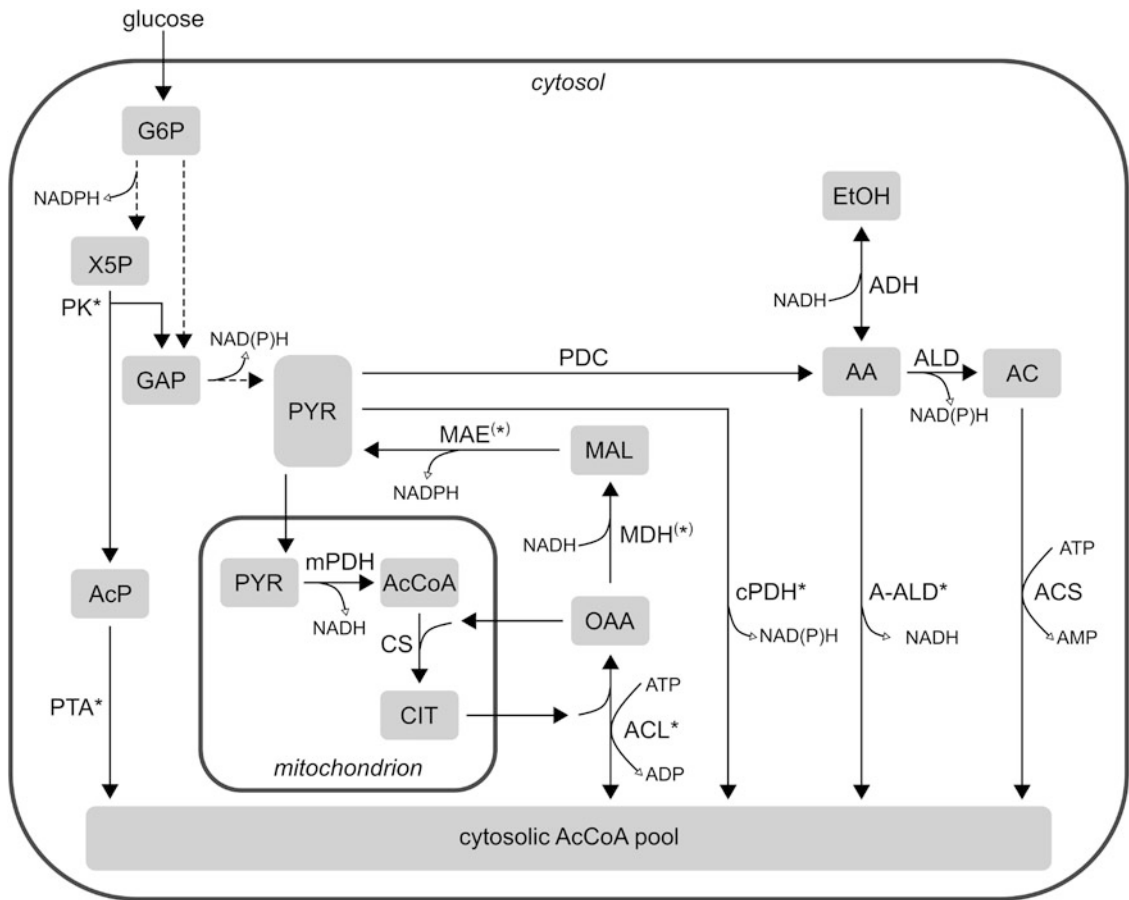 glucose
cytosol
G6P
NADPH
EtOH
X5P
PK*
NADH
ADH
NAD(P)H
GAP
PYR
PDC
AA
ALD
AC
NAD(P)H
MAE(*)
MAL
NADPH
NADH
MDH(*)
PYR
mPDH
AcCoA
NADH
AcP
OAA
cPDH*
A-ALD*
ATP
ACS
NAD(P)H
NADH
AMP
CS
CIT
ATP
ACL*
ADP
PTA*
mitochondrion
cytosolic AcCoA pool